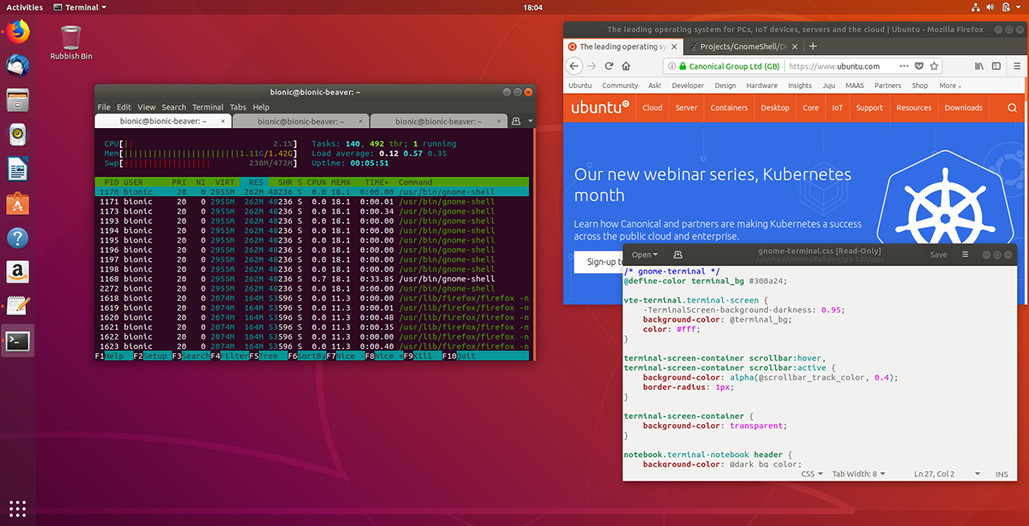 Activities
Terminal
18:04
Rubbish Bin
bionic@bionic-beaver: ~
File Edit View Search Terminal Tabs Help
bionic@bionic-beaver: ~ × bionic@bionic-beaver: ~ × bionic@bionic-beaver: ~ ×
CPU[|| 2.1%] Tasks: 140, 492 thr; 1 running
1.11G/1.42G] Load average: 0.12 0.57 0.35
230M/472M] Uptime: 00:05:51
PID USER PRI NI VIRT RES SHR S CPU% MEM% TIME+ Command
1170 bionic 20 0 2955M 262M 48236 S 0.0 18.1 0:00.00 /usr/bin/gnome-shell
1171 bionic 20 0 2955M 262M 48236 S 0.0 18.1 0:00.01 /usr/bin/gnome-shell
1173 bionic 20 0 2955M 262M 48236 S 0.0 18.1 0:00.34 /usr/bin/gnome-shell
1193 bionic 20 0 2955M 262M 48236 S 0.0 18.1 0:00.00 /usr/bin/gnome-shell
1194 bionic 20 0 2955M 262M 48236 S 0.0 18.1 0:00.00 /usr/bin/gnome-shell
1195 bionic 20 0 2955M 262M 48236 S 0.0 18.1 0:00.00 /usr/bin/gnome-shell
1196 bionic 20 0 2955M 262M 48236 S 0.0 18.1 0:00.00 /usr/bin/gnome-shell
1197 bionic 20 0 2955M 262M 48236 S 0.0 18.1 0:00.00 /usr/bin/gnome-shell
1198 bionic 20 0 2955M 262M 48236 S 0.0 18.1 0:00.00 /usr/bin/gnome-shell
1168 bionic 20 0 2955M 262M 48236 S 0.7 18.1 0:33.85 /usr/bin/gnome-shell
2272 bionic 20 0 2955M 262M 48236 S 0.0 18.1 0:00.00 /usr/bin/gnome-shell
1618 bionic 20 0 2074M 164M 53596 S 0.0 11.3 0:00.00 /usr/lib/firefox/firefox -n
1619 bionic 20 0 2074M 164M 53596 S 0.0 11.3 0:00.01 /usr/lib/firefox/firefox -n
1620 bionic 20 0 2074M 164M 53596 S 0.0 11.3 0:00.48 /usr/lib/firefox/firefox -n
1621 bionic 20 0 2074M 164M 53596 S 0.0 11.3 0:00.35 /usr/lib/firefox/firefox -n
1622 bionic 20 0 2074M 164M 53596 S 0.0 11.3 0:00.00 /usr/lib/firefox/firefox -n
1623 bionic 20 0 2074M 164M 53596 S 0.0 11.3 0:00.40 /usr/lib/firefox/firefox -n
F1Help F2Setup F3Search F4Filter F5Tree F6SortBy F7Nice - F8Nice + F9Kill F10Quit
The leading operating system for PCs, IoT devices, servers and the cloud | Ubuntu - Mozilla Firefox
The leading operating sy × Projects/GnomeShell/D × +
Canonical Group Ltd (GB) https://www.ubuntu.com
Ubuntu Community Ask! Developer Design Hardware Insights Juju MAAS Partners Shop More
ubuntu Cloud Server Containers Desktop Core IoT Support Resources Downloads
Our new webinar series, Kubernetes
month
Learn how Canonical and partners are making Kubernetes a success
across the public cloud and enterprise.
Sign-up to
Open gnome-terminal.css [Read-Only] Save
/* gnome-terminal */
@define-color terminal_bg #300a24;
vte-terminal.terminal-screen {
-TerminalScreen-background-darkness: 0.95;
background-color: @terminal_bg;
color: #fff;
}
terminal-screen-container scrollbar:hover,
terminal-screen-container scrollbar:active {
background-color: alpha(@scrollbar_track_color, 0.4);
border-radius: 1px;
}
terminal-screen-container {
background-color: transparent;
}
notebook.terminal-notebook header {
background-color: @dark_bg_color;
CSS Tab Width: 8 Ln 27, Col 2 INS